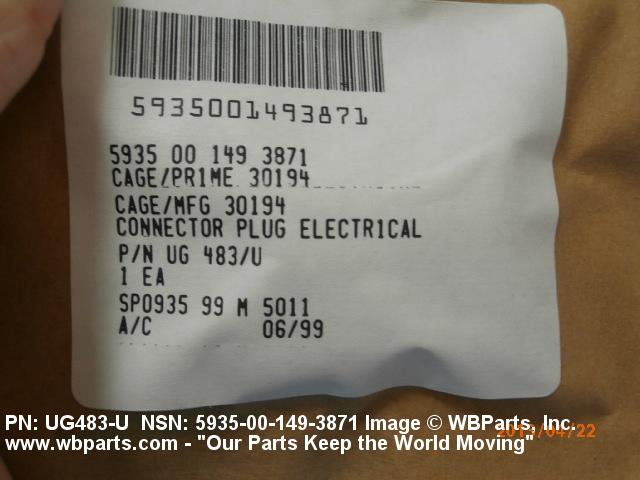 5935001493871
5935 00 149 3871
CAGE/PR1ME 30194
CAGE/MFG 30194
CONNECTOR PLUG ELECTR1CAL
P/N UG 483/U
1 EA
SP0935 99 M 5011
A/C 06/99
PN: UG483-U NSN: 5935-00-149-3871 Image © WBParts, Inc.
www.wbparts.com - "Our Parts Keep the World Moving"